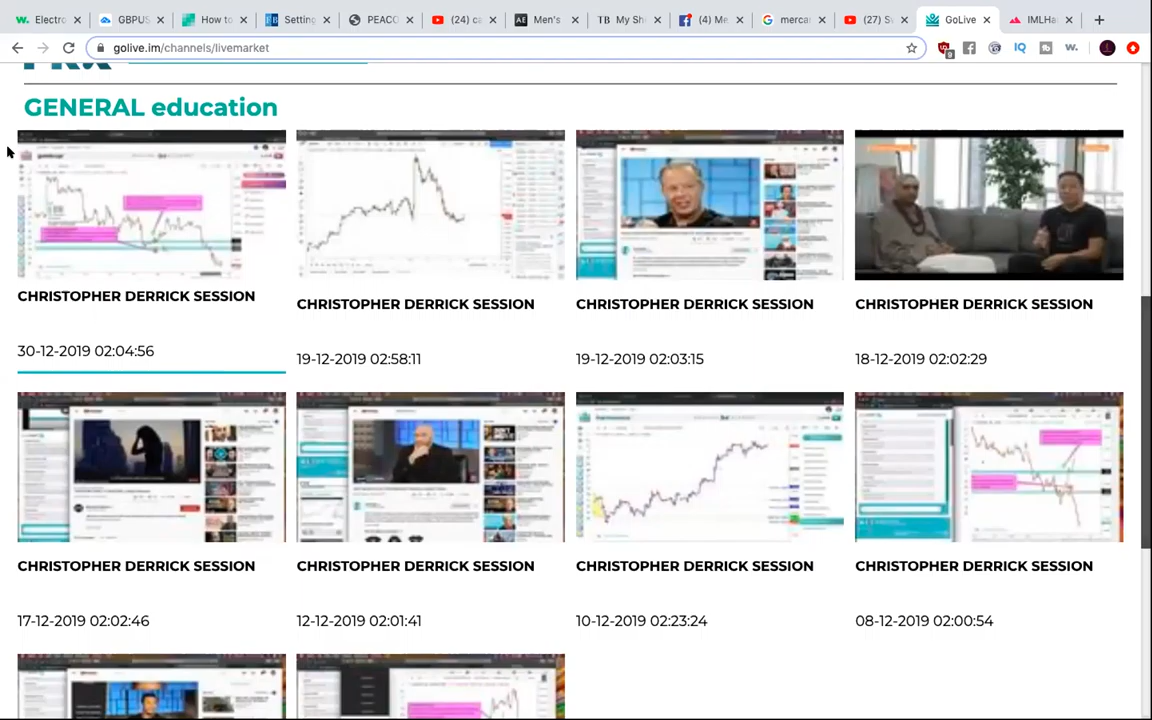 Electro
GBPUS
How to
Setting
PEACO
(24) ca
Men's
My Sh
(4) Me
merca
(27) S
GoLive
IMLHa
golive.im/channels/livemarket
GENERAL education
CHRISTOPHER DERRICK SESSION
CHRISTOPHER DERRICK SESSION
CHRISTOPHER DERRICK SESSION
CHRISTOPHER DERRICK SESSION
30-12-2019 02:04:56
19-12-2019 02:58:11
19-12-2019 02:03:15
18-12-2019 02:02:29
CHRISTOPHER DERRICK SESSION
CHRISTOPHER DERRICK SESSION
CHRISTOPHER DERRICK SESSION
CHRISTOPHER DERRICK SESSION
17-12-2019 02:02:46
12-12-2019 02:01:41
10-12-2019 02:23:24
08-12-2019 02:00:54